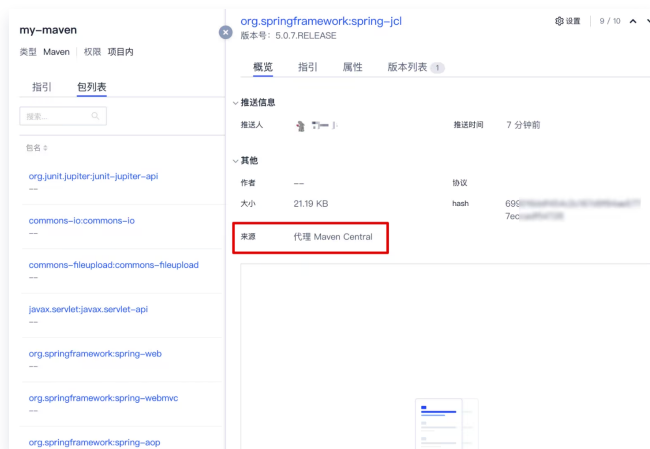 my-maven
类型 Maven 权限 项目内
指引 包列表
搜索...
包名
org.junit.jupiter:junit-jupiter-api
--
commons-io:commons-io
--
commons-fileupload:commons-fileupload
--
javax.servlet:javax.servlet-api
--
org.springframework:spring-web
--
org.springframework:spring-webmvc
--
org.springframework:spring-aop
org.springframework:spring-jcl
设置 9 / 10
版本号: 5.0.7.RELEASE
概览 指引 属性 版本列表 1
推送信息
推送人 推送时间 7 分钟前
其他
作者 -- 协议
大小 21.19 KB hash 699
7ec
来源 代理 Maven Central